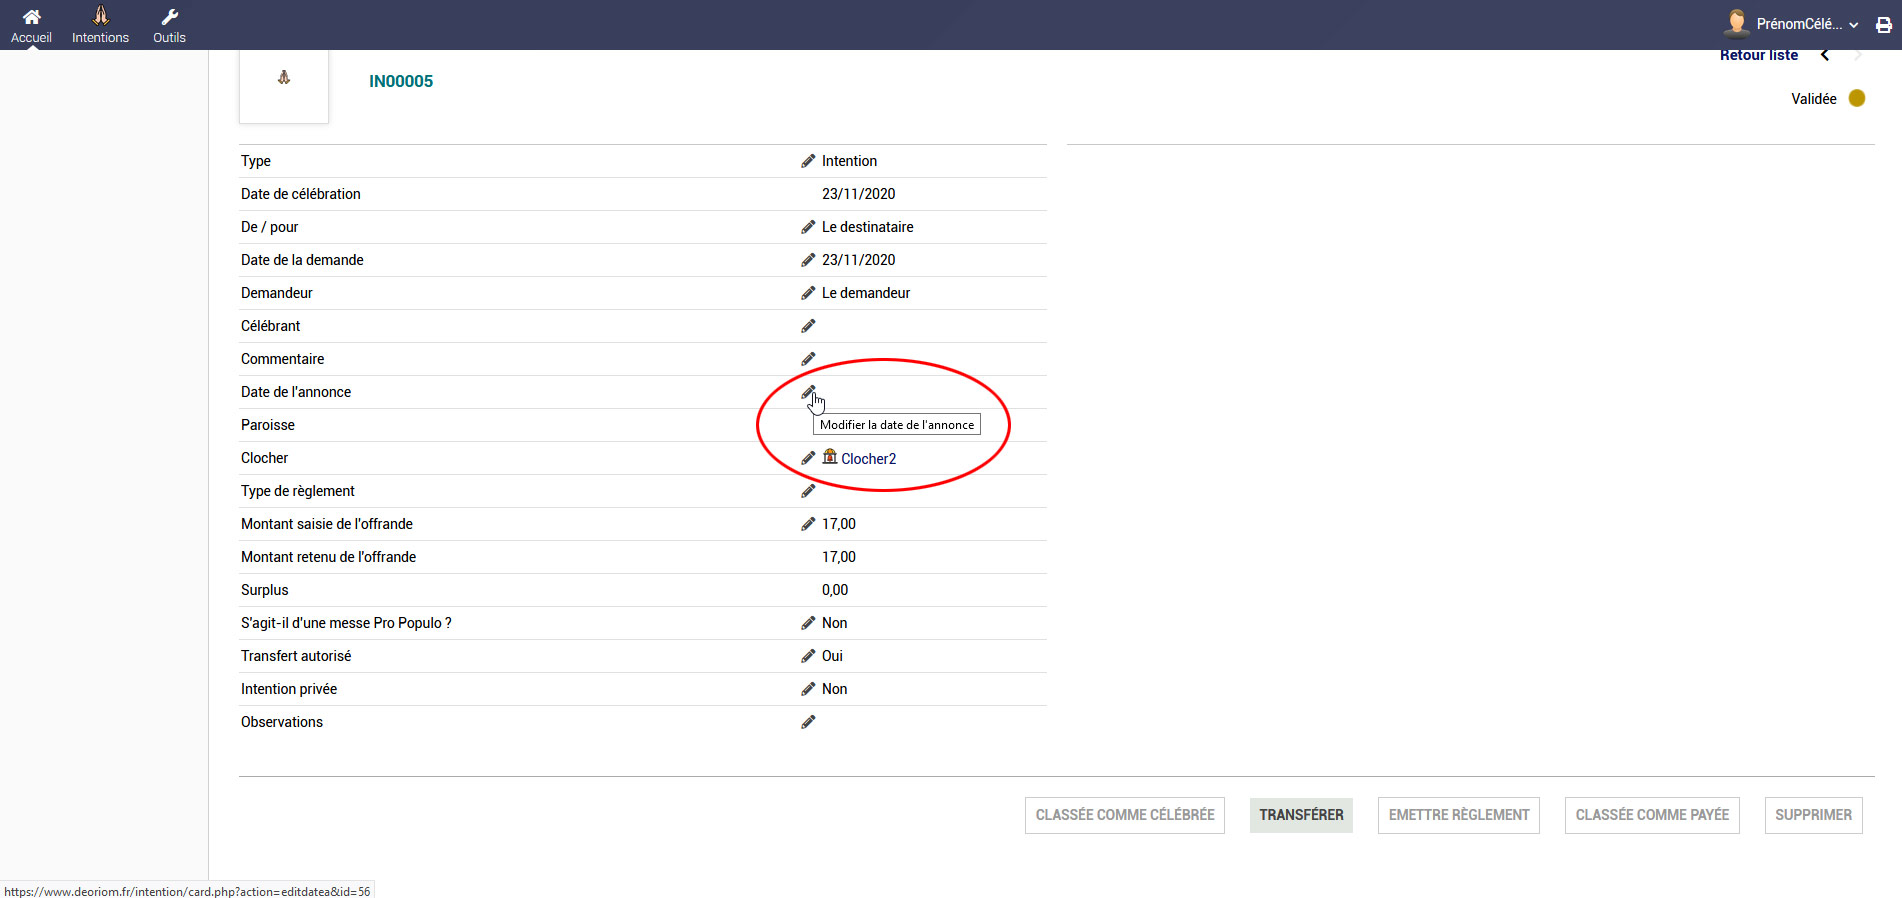 Accueil
Intentions
Outils
PrénomCélé...
Retour liste
IN00005
Validée
Type Intention
Date de célébration 23/11/2020
De / pour Le destinataire
Date de la demande 23/11/2020
Demandeur Le demandeur
Célébrant
Commentaire
Date de l'annonce
Modifier la date de l'annonce
Paroisse
Clocher Clocher2
Type de règlement
Montant saisie de l'offrande 17,00
Montant retenu de l'offrande 17,00
Surplus 0,00
S'agit-il d'une messe Pro Populo ? Non
Transfert autorisé Oui
Intention privée Non
Observations
CLASSÉE COMME CÉLÉBRÉE
TRANSFÉRER
EMETTRE RÈGLEMENT
CLASSÉE COMME PAYÉE
SUPPRIMER
https://www.deoriom.fr/intention/card.php?action=editdatea&id=56